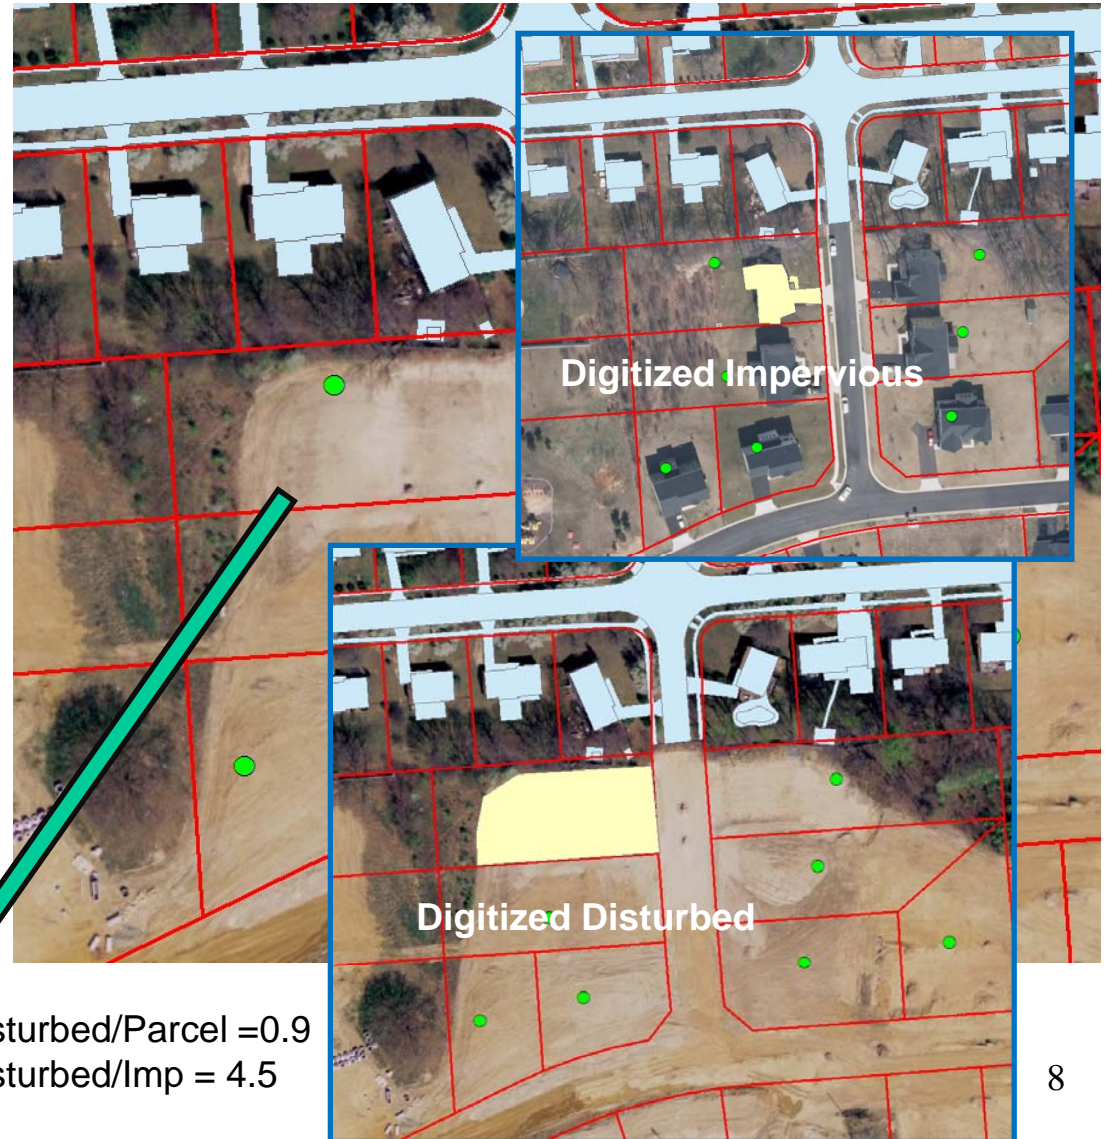 Digitized Impervious
Digitized Disturbed
sturbed/Parcel =0.9
sturbed/Imp = 4.5
8